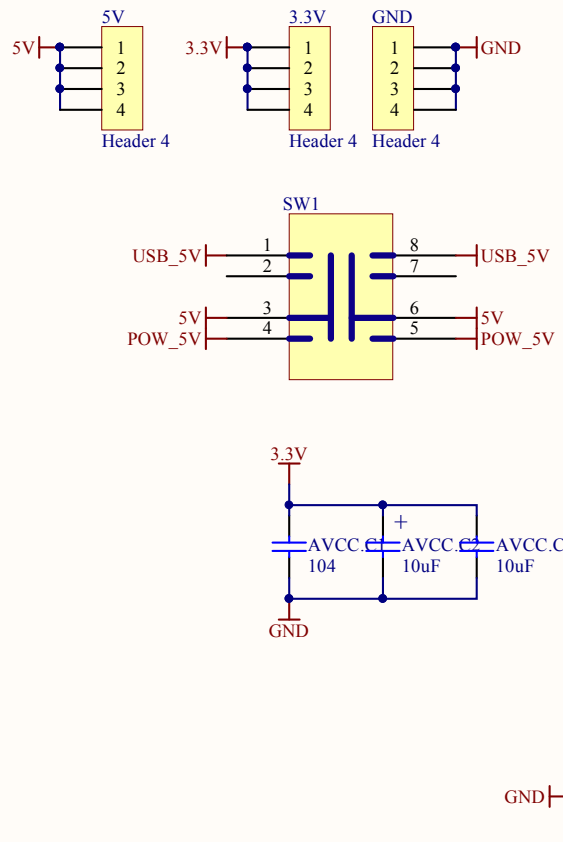 5V 3.3V GND
5V 1 3.3V 1 1 GND
2 2 2
3 3 3
4 4 4
Header 4 Header 4 Header 4
SW1
USB_5V 1 8 USB_5V
2 7
5V 3 6 5V
POW_5V 4 5 POW_5V
3.3V
+
AVCC.C1 AVCC.C2 AVCC.C
104 10uF 10uF
GND
GND